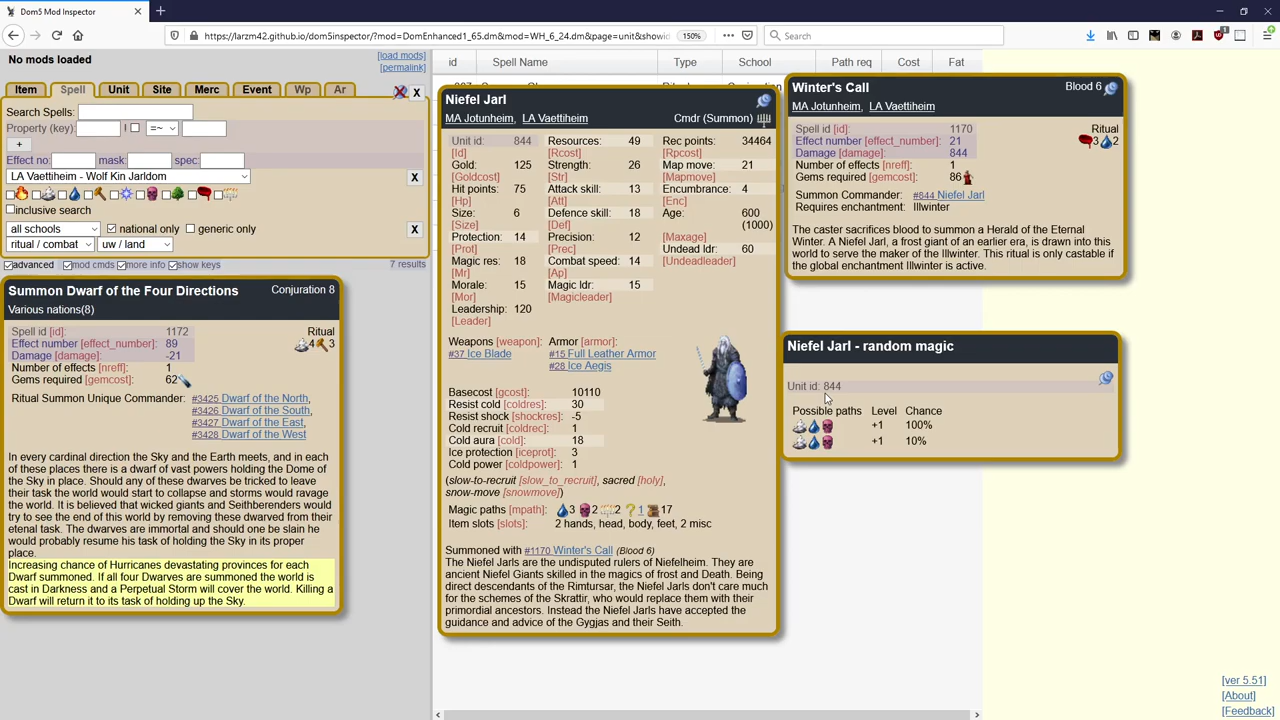 Dom5 Mod Inspector
https://larzm42.github.io/dom5inspector/?mod=DomEnhanced1_65.dm&mod=WH_6_24.dm&page=unit&showid
150%
Search
No mods loaded
[load mods]
[permalink]
Item Spell Unit Site Merc Event Wp Ar
Search Spells:
Property (key): ! =~
+
Effect no: mask: spec:
LA Vaettiheim - Wolf Kin Jarldom
X
inclusive search
all schools national only generic only
ritual / combat uw / land
X
advanced mod cmds more info show keys 7 results
Summon Dwarf of the Four Directions Conjuration 8
Various nations(8)
Spell id [id]: 1172 Ritual
Effect number [effect_number]: 89 4 3
Damage [damage]: -21
Number of effects [nreff]: 1
Gems required [gemcost]: 62
Ritual Summon Unique Commander: #3425 Dwarf of the North,
#3426 Dwarf of the South,
#3427 Dwarf of the East,
#3428 Dwarf of the West
In every cardinal direction the Sky and the Earth meets, and in each
of these places there is a dwarf of vast powers holding the Dome of
the Sky in place. Should any of these dwarves be tricked to leave
their task the world would start to collapse and storms would ravage
the world. It is believed that wicked giants and Seithberenders would
try to see the end of this world by removing these dwarved from their
etenal task. The dwarves are immortal and should one be slain he
would probably resume his task of holding the Sky in its proper
place.
Increasing chance of Hurricanes devastating provinces for each
Dwarf summoned. If all four Dwarves are summoned the world is
cast in Darkness and a Perpetual Storm will cover the world. Killing a
Dwarf will return it to its task of holding up the Sky.
id Spell Name Type School Path req Cost Fat
Niefel Jarl
MA Jotunheim, LA Vaettiheim Cmdr (Summon)
Unit id: 844 Resources: 49 Rec points: 34464
[Id] [Rcost] [Rpcost]
Gold: 125 Strength: 26 Map move: 21
[Goldcost] [Str] [Mapmove]
Hit points: 75 Attack skill: 13 Encumbrance: 4
[Hp] [Att] [Enc]
Size: 6 Defence skill: 18 Age: 600
[Size] [Def] (1000)
Protection: 14 Precision: 12 [Maxage]
[Prot] [Prec] Undead ldr: 60
Magic res: 18 Combat speed: 14 [Undeadleader]
[Mr] [Ap]
Morale: 15 Magic ldr: 15
[Mor] [Magicleader]
Leadership: 120
[Leader]
Weapons [weapon]: Armor [armor]:
#37 Ice Blade #15 Full Leather Armor
#28 Ice Aegis
Basecost [gcost]: 10110
Resist cold [coldres]: 30
Resist shock [shockres]: -5
Cold recruit [coldrec]: 1
Cold aura [cold]: 18
Ice protection [iceprot]: 3
Cold power [coldpower]: 1
(slow-to-recruit [slow_to_recruit], sacred [holy],
snow-move [snowmove])
Magic paths [mpath]: 3 2 2 ?1 17
Item slots [slots]: 2 hands, head, body, feet, 2 misc
Summoned with #1170 Winter's Call (Blood 6)
The Niefel Jarls are the undisputed rulers of Niefelheim. They
are ancient Niefel Giants skilled in the magics of frost and Death. Being
direct descendants of the Rimtursar, the Niefel Jarls don't care much
for the schemes of the Skrattir, who would replace them with their
primordial ancestors. Instead the Niefel Jarls have accepted the
guidance and advice of the Gygjas and their Seith.
Winter's Call Blood 6
MA Jotunheim, LA Vaettiheim
Spell id [id]: 1170 Ritual
Effect number [effect_number]: 21 3 2
Damage [damage]: 844
Number of effects [nreff]: 1
Gems required [gemcost]: 86
Summon Commander: #844 Niefel Jarl
Requires enchantment: Illwinter
The caster sacrifices blood to summon a Herald of the Eternal
Winter. A Niefel Jarl, a frost giant of an earlier era, is drawn into this
world to serve the maker of the Illwinter. This ritual is only castable if
the global enchantment Illwinter is active.
Niefel Jarl - random magic
Unit id: 844
Possible paths Level Chance
+1 100%
+1 10%
[ver 5.51]
[About]
[Feedback]